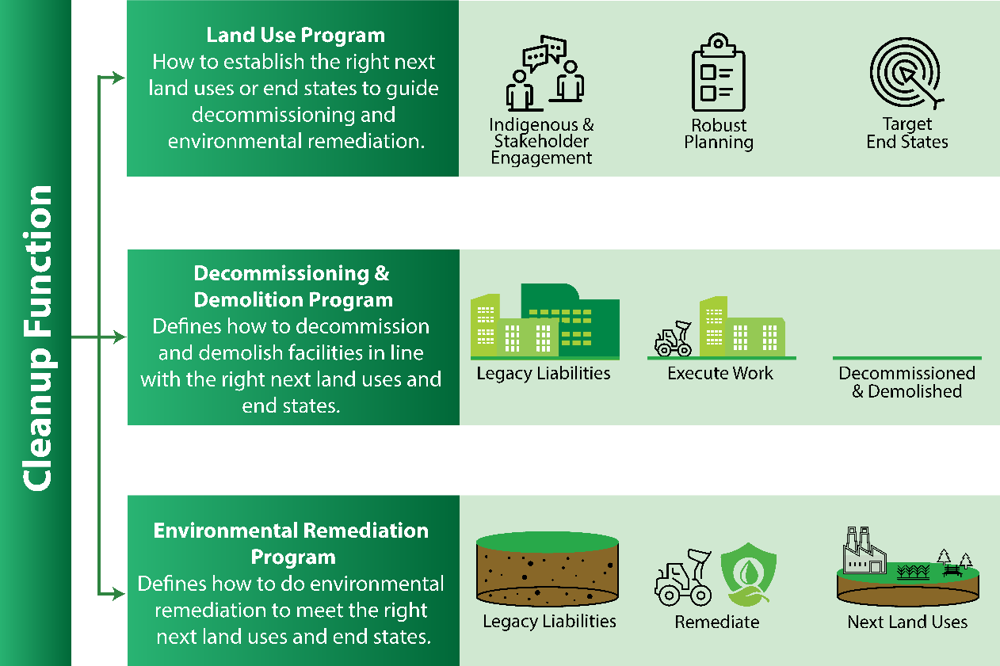 Cleanup Function
Land Use Program
How to establish the right next
land uses or end states to guide
decommissioning and
environmental remediation.
Indigenous &
Stakeholder
Engagement
Robust
Planning
Target
End States
Decommissioning &
Demolition Program
Defines how to decommission
and demolish facilities in line
with the right next land uses and
end states.
Legacy Liabilities
Execute Work
Decommissioned
& Demolished
Environmental Remediation
Program
Defines how to do environmental
remediation to meet the right
next land uses and end states.
Legacy Liabilities
Remediate
Next Land Uses